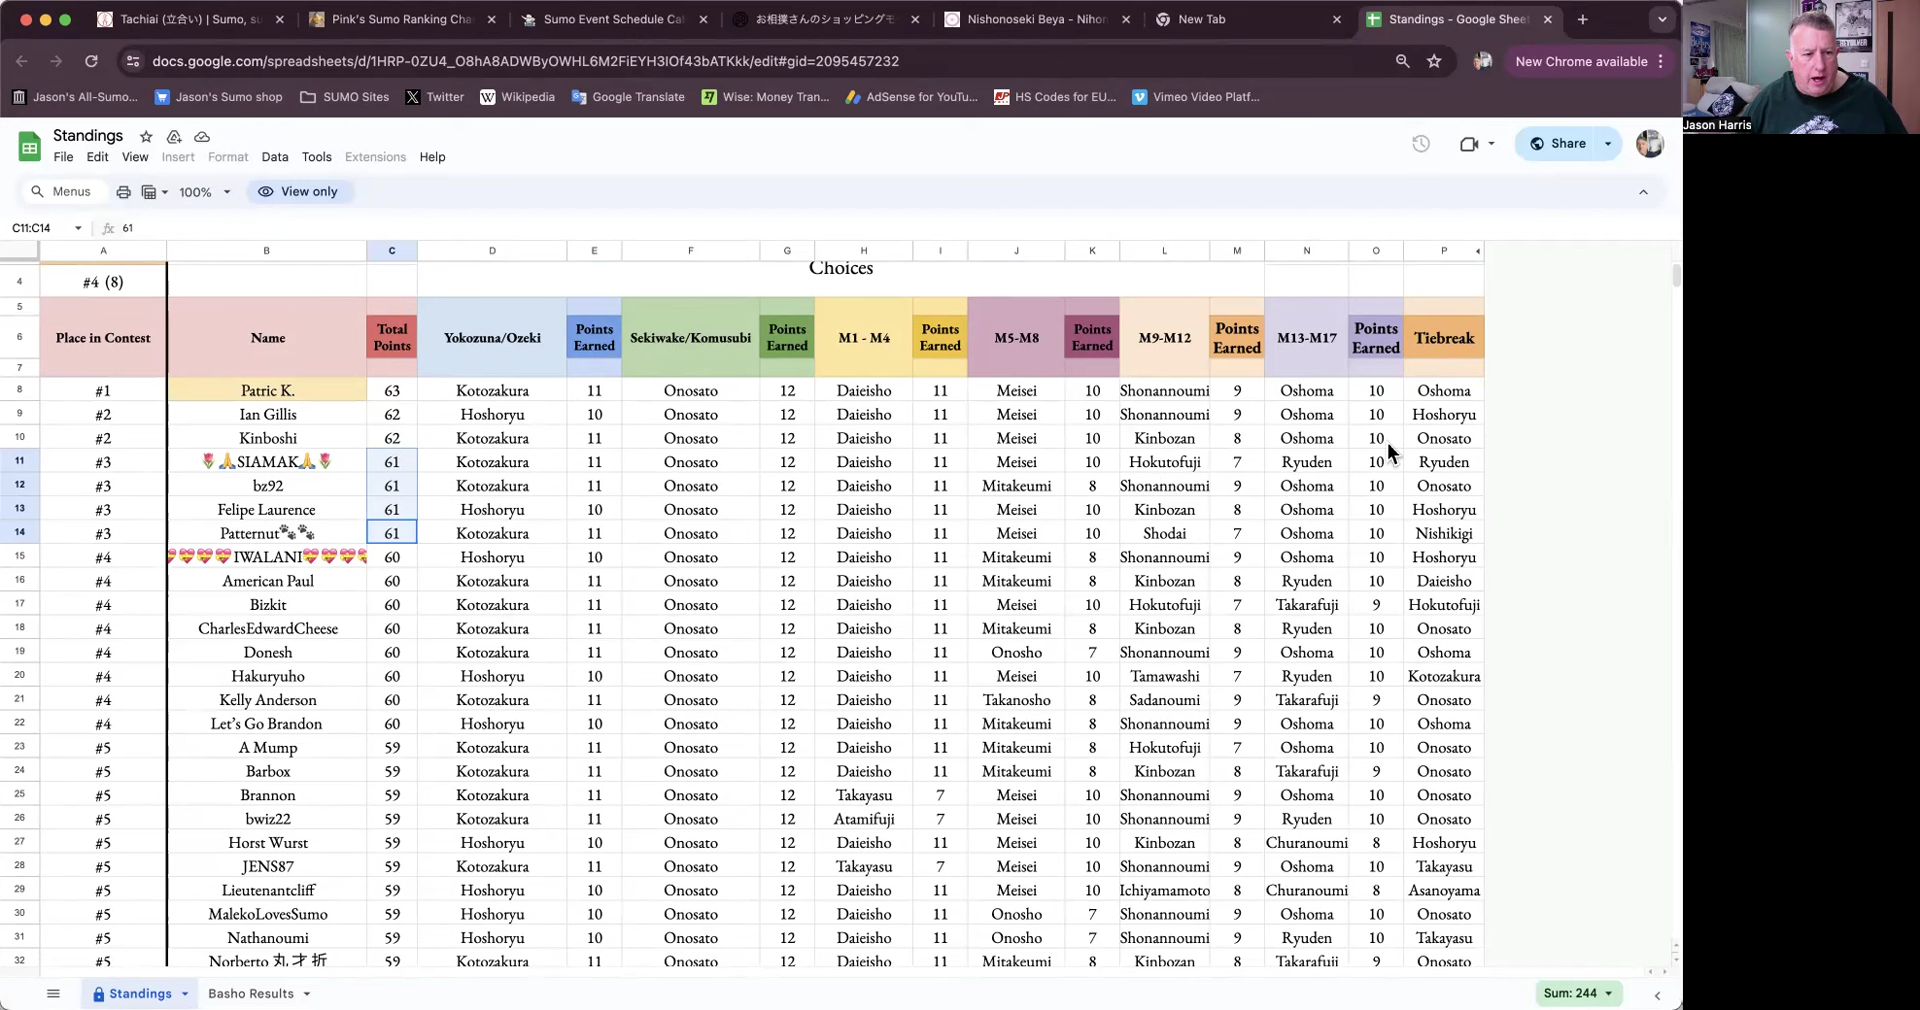 Tachiai (立合い) | Sumo, su
Pink's Sumo Ranking Cha
Sumo Event Schedule Cal
お相撲さんのショッピングモ
Nishonoseki Beya - Nihon
New Tab
Standings - Google Sheet
docs.google.com/spreadsheets/d/1HRP-0ZU4_O8hA8ADWByOWHL6M2FiEYH3IOf43bATKkk/edit#gid=2095457232
New Chrome available
Jason's All-Sumo...
Jason's Sumo shop
SUMO Sites
Twitter
Wikipedia
Google Translate
Wise: Money Tran...
AdSense for YouTu...
HS Codes for EU...
Vimeo Video Platf...
Jason Harris
Standings
File Edit View Insert Format Data Tools Extensions Help
Share
Menus 100% View only
C11:C14 fx 61
A B C D E F G H I J K L M N O P
Choices
4 #4 (8)
5
6 Place in Contest Name Total Points Yokozuna/Ozeki Points Earned Sekiwake/Komusubi Points Earned M1 - M4 Points Earned M5-M8 Points Earned M9-M12 Points Earned M13-M17 Points Earned Tiebreak
7
8 #1 Patric K. 63 Kotozakura 11 Onosato 12 Daieisho 11 Meisei 10 Shonannoumi 9 Oshoma 10 Oshoma
9 #2 Ian Gillis 62 Hoshoryu 10 Onosato 12 Daieisho 11 Meisei 10 Shonannoumi 9 Oshoma 10 Hoshoryu
10 #2 Kinboshi 62 Kotozakura 11 Onosato 12 Daieisho 11 Meisei 10 Kinbozan 8 Oshoma 10 Onosato
11 #3 🌷🙏SIAMAK🙏🌷 61 Kotozakura 11 Onosato 12 Daieisho 11 Meisei 10 Hokutofuji 7 Ryuden 10 Ryuden
12 #3 bz92 61 Kotozakura 11 Onosato 12 Daieisho 11 Mitakeumi 8 Shonannoumi 9 Oshoma 10 Onosato
13 #3 Felipe Laurence 61 Hoshoryu 10 Onosato 12 Daieisho 11 Meisei 10 Kinbozan 8 Oshoma 10 Hoshoryu
14 #3 Patternut🐾🐾 61 Kotozakura 11 Onosato 12 Daieisho 11 Meisei 10 Shodai 7 Oshoma 10 Nishikigi
15 #4 💝💝💝💝IWALANI💝💝💝💝 60 Hoshoryu 10 Onosato 12 Daieisho 11 Mitakeumi 8 Shonannoumi 9 Oshoma 10 Hoshoryu
16 #4 American Paul 60 Kotozakura 11 Onosato 12 Daieisho 11 Mitakeumi 8 Kinbozan 8 Ryuden 10 Daieisho
17 #4 Bizkit 60 Kotozakura 11 Onosato 12 Daieisho 11 Meisei 10 Hokutofuji 7 Takarafuji 9 Hokutofuji
18 #4 CharlesEdwardCheese 60 Kotozakura 11 Onosato 12 Daieisho 11 Mitakeumi 8 Kinbozan 8 Ryuden 10 Onosato
19 #4 Donesh 60 Kotozakura 11 Onosato 12 Daieisho 11 Onosho 7 Shonannoumi 9 Oshoma 10 Oshoma
20 #4 Hakuryuho 60 Hoshoryu 10 Onosato 12 Daieisho 11 Meisei 10 Tamawashi 7 Ryuden 10 Kotozakura
21 #4 Kelly Anderson 60 Kotozakura 11 Onosato 12 Daieisho 11 Takanosho 8 Sadanoumi 9 Takarafuji 9 Onosato
22 #4 Let's Go Brandon 60 Hoshoryu 10 Onosato 12 Daieisho 11 Mitakeumi 8 Shonannoumi 9 Oshoma 10 Oshoma
23 #5 A Mump 59 Kotozakura 11 Onosato 12 Daieisho 11 Mitakeumi 8 Hokutofuji 7 Oshoma 10 Onosato
24 #5 Barbox 59 Kotozakura 11 Onosato 12 Daieisho 11 Mitakeumi 8 Kinbozan 8 Takarafuji 9 Onosato
25 #5 Brannon 59 Kotozakura 11 Onosato 12 Takayasu 7 Meisei 10 Shonannoumi 9 Oshoma 10 Onosato
26 #5 bwiz22 59 Kotozakura 11 Onosato 12 Atamifuji 7 Meisei 10 Shonannoumi 9 Ryuden 10 Onosato
27 #5 Horst Wurst 59 Hoshoryu 10 Onosato 12 Daieisho 11 Meisei 10 Kinbozan 8 Churanoumi 8 Hoshoryu
28 #5 JENS87 59 Kotozakura 11 Onosato 12 Takayasu 7 Meisei 10 Shonannoumi 9 Oshoma 10 Takayasu
29 #5 Lieutenantcliff 59 Hoshoryu 10 Onosato 12 Daieisho 11 Meisei 10 Ichiyamamoto 8 Churanoumi 8 Asanoyama
30 #5 MalekoLovesSumo 59 Hoshoryu 10 Onosato 12 Daieisho 11 Onosho 7 Shonannoumi 9 Oshoma 10 Onosato
31 #5 Nathanoumi 59 Hoshoryu 10 Onosato 12 Daieisho 11 Onosho 7 Shonannoumi 9 Ryuden 10 Takayasu
32 #5 Norberto 丸才折 59 Kotozakura 11 Onosato 12 Daieisho 11 Mitakeumi 8 Kinbozan 8 Takarafuji 9 Onosato
Standings Basho Results Sum: 244